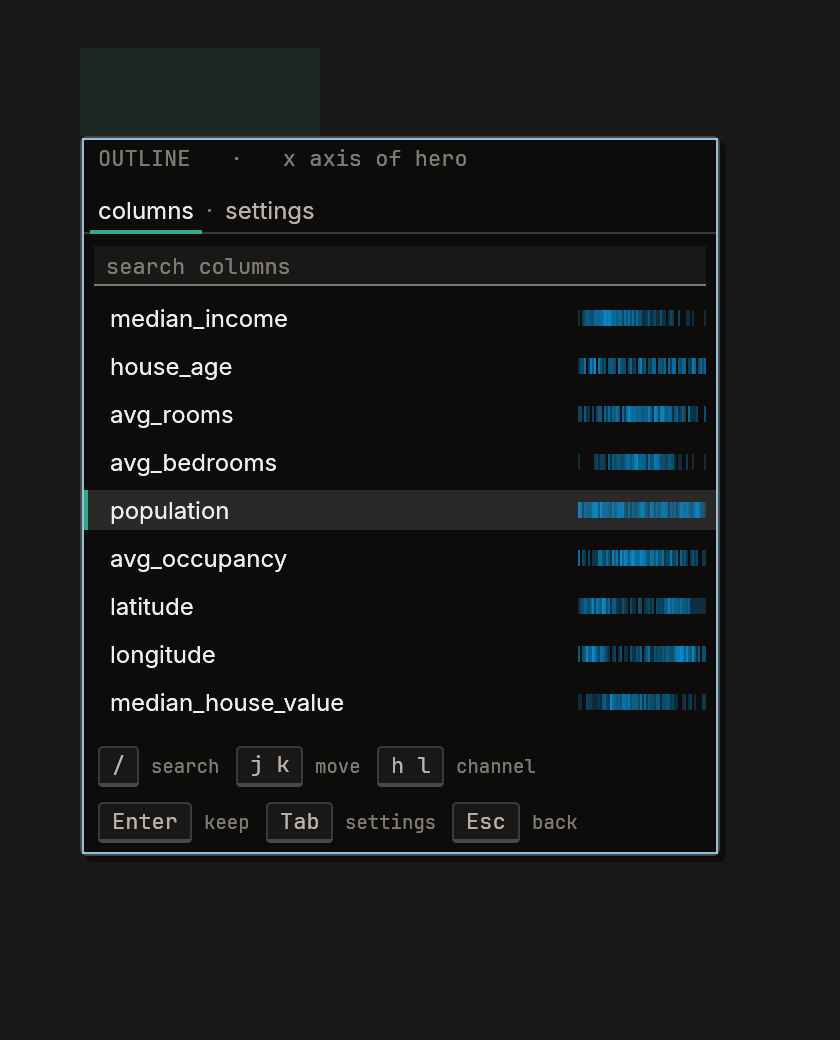 OUTLINE · x axis of hero
columns · settings
search columns
median_income
house_age
avg_rooms
avg_bedrooms
population
avg_occupancy
latitude
longitude
median_house_value
/ search j k move h l channel
Enter keep Tab settings Esc back